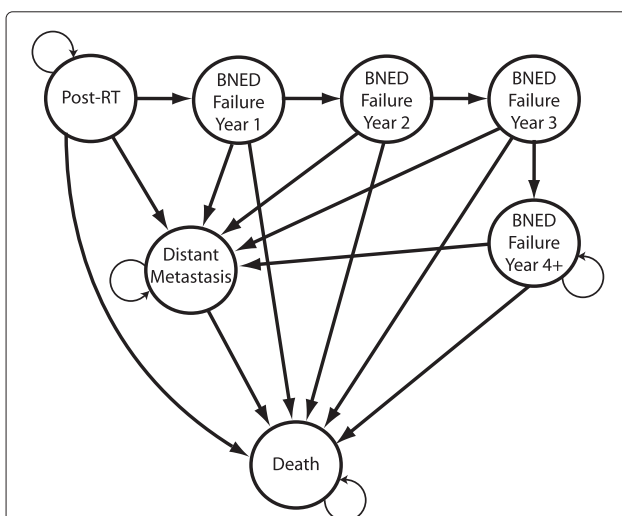 Post-RT
BNED
Failure
Year 1
BNED
Failure
Year 2
BNED
Failure
Year 3
BNED
Failure
Year 4+
Distant
Metastasis
Death